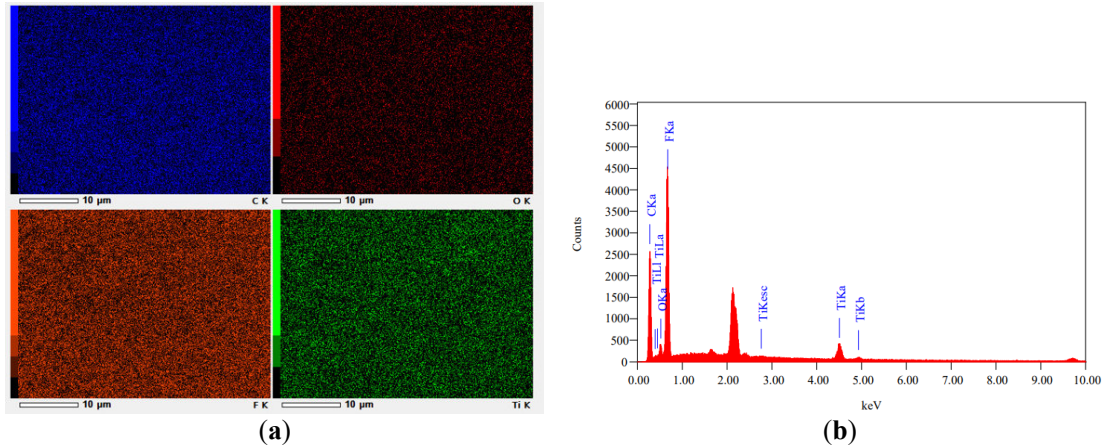 10 µm
C K
10 µm
O K
10 µm
F K
10 µm
Ti K
(a)
Counts
6000
5500
5000
4500
4000
3500
3000
2500
2000
1500
1000
500
0
CKa
TiLl
TiLa
OKa
FKa
TiKesc
TiKa
TiKb
0.00 1.00 2.00 3.00 4.00 5.00 6.00 7.00 8.00 9.00 10.00
keV
(b)